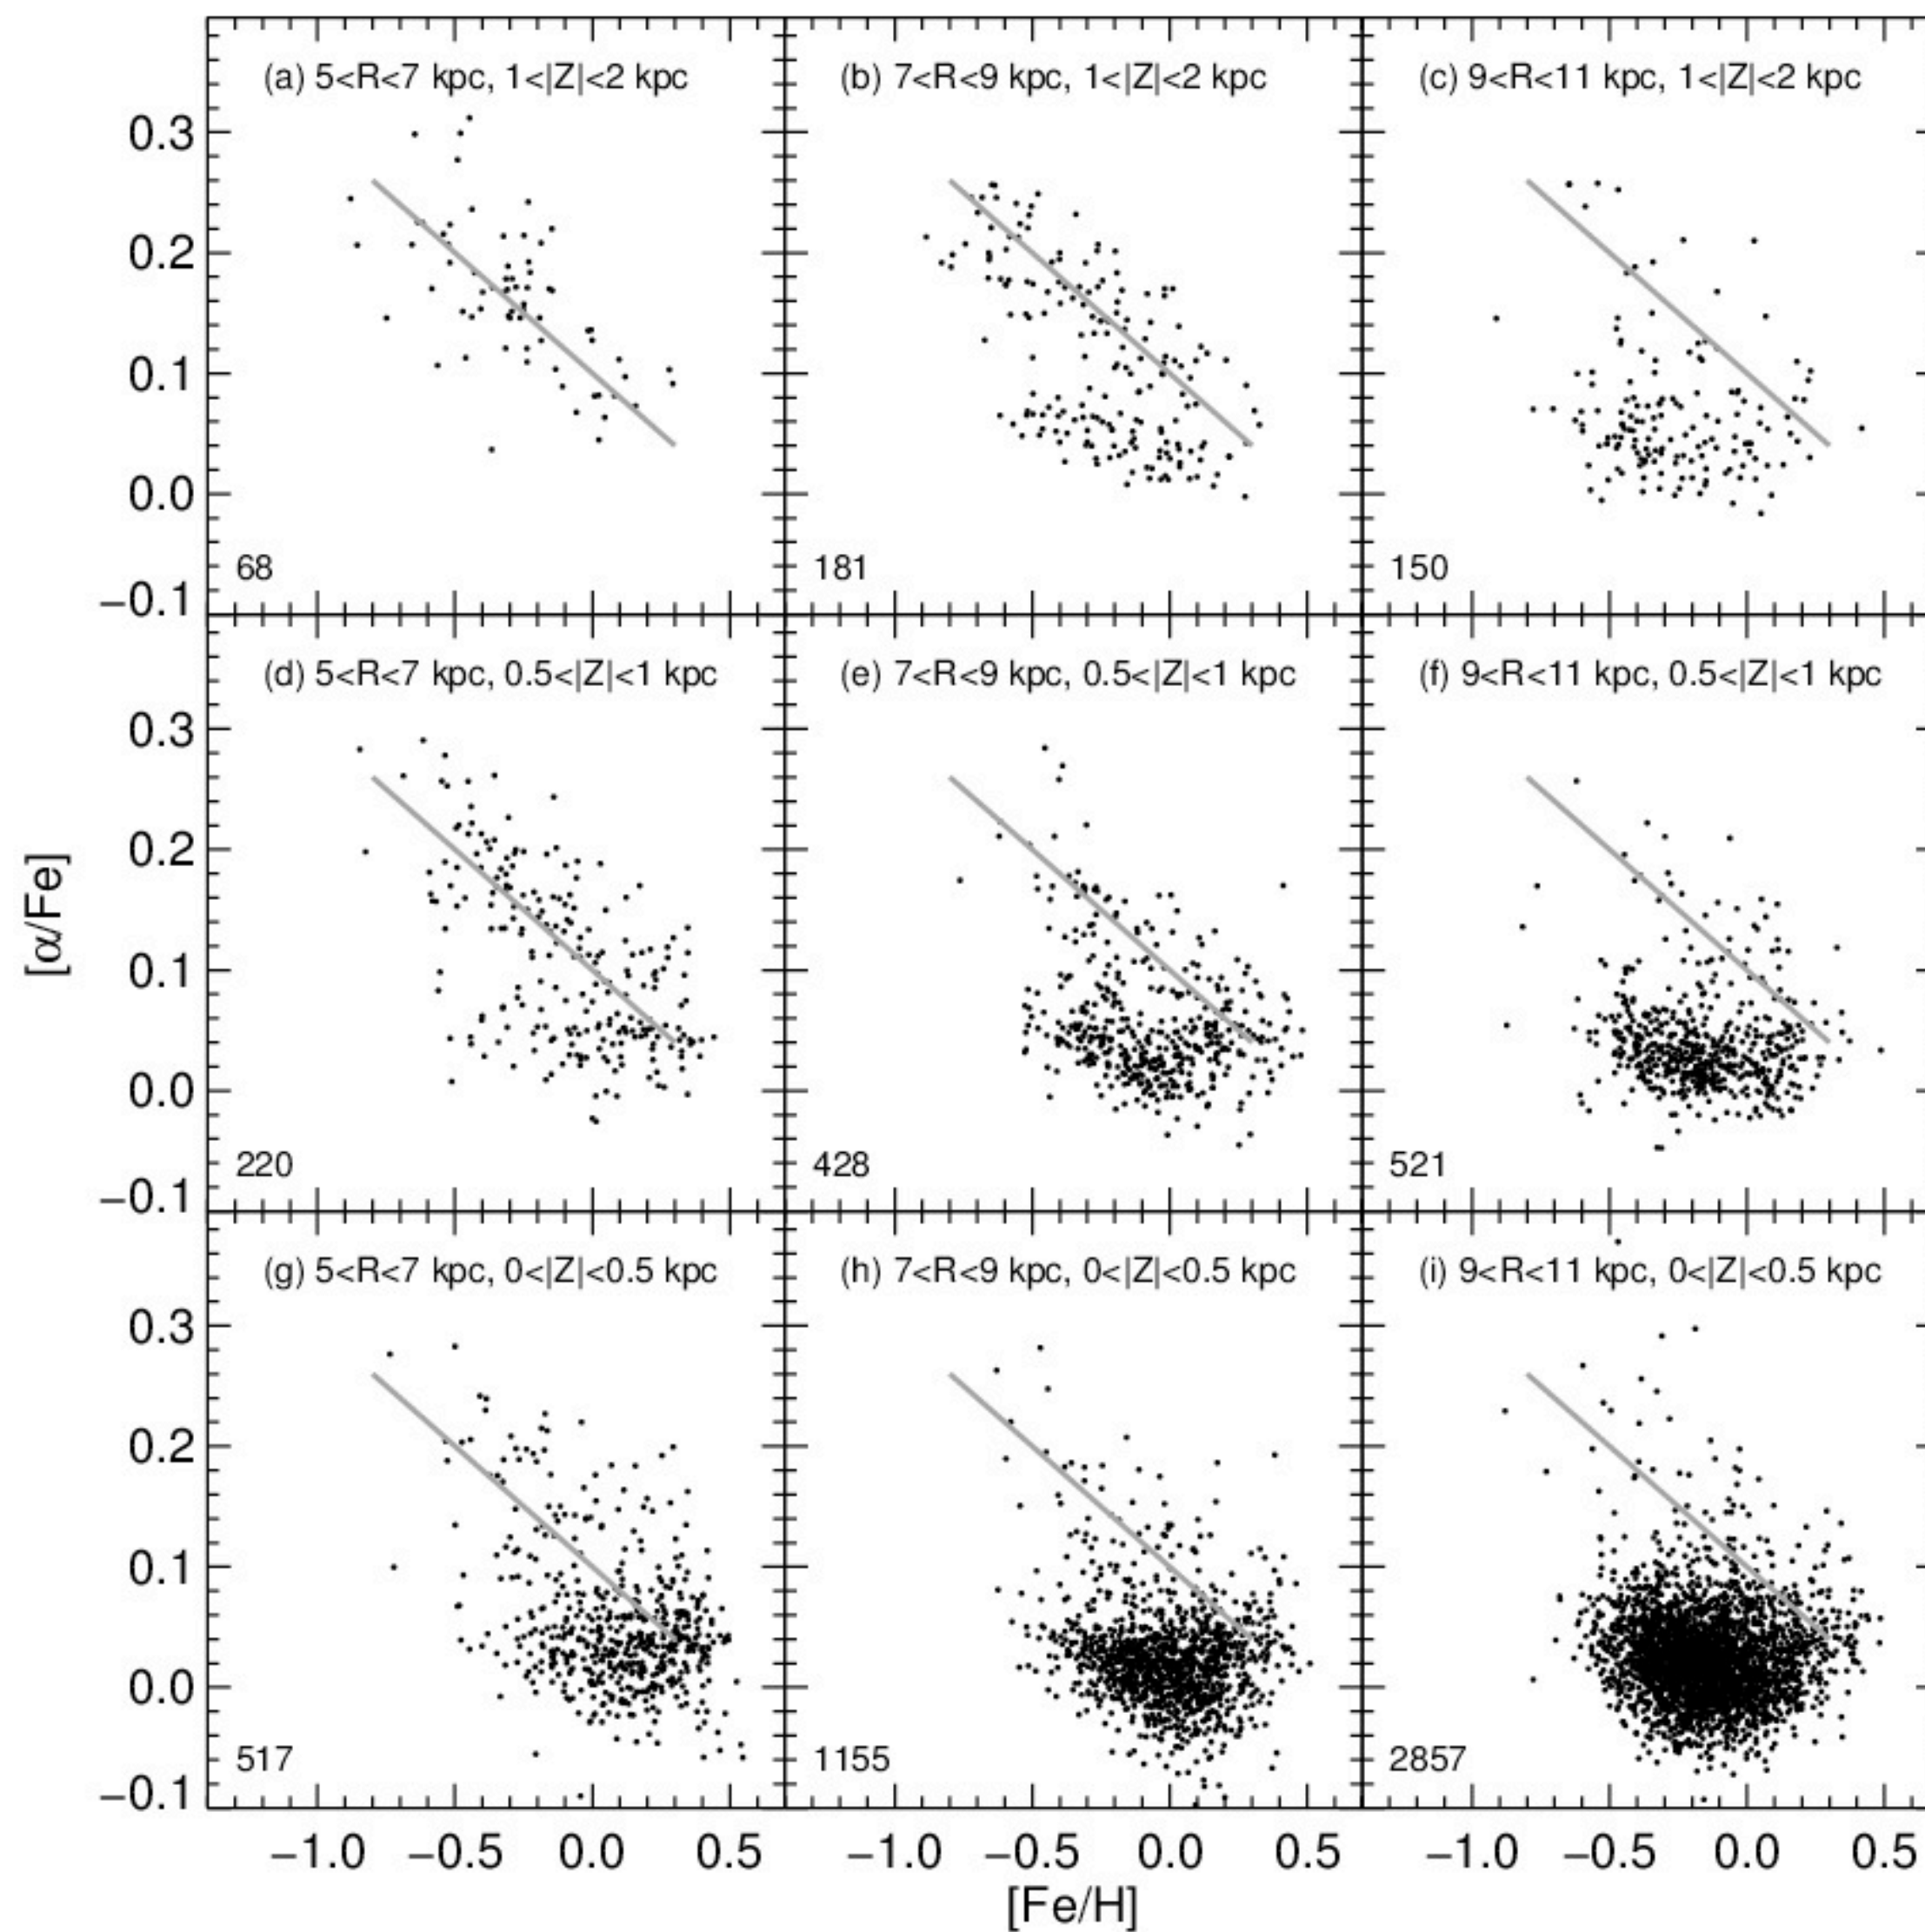 (a) 5<R<7 kpc, 1<|Z|<2 kpc
(b) 7<R<9 kpc, 1<|Z|<2 kpc
(c) 9<R<11 kpc, 1<|Z|<2 kpc
0.3
0.2
0.1
0.0
−0.1
68
181
150
(d) 5<R<7 kpc, 0.5<|Z|<1 kpc
(e) 7<R<9 kpc, 0.5<|Z|<1 kpc
(f) 9<R<11 kpc, 0.5<|Z|<1 kpc
0.3
0.2
0.1
0.0
−0.1
[α/Fe]
220
428
521
(g) 5<R<7 kpc, 0<|Z|<0.5 kpc
(h) 7<R<9 kpc, 0<|Z|<0.5 kpc
(i) 9<R<11 kpc, 0<|Z|<0.5 kpc
0.3
0.2
0.1
0.0
−0.1
517
1155
2857
−1.0 −0.5 0.0 0.5
−1.0 −0.5 0.0 0.5
−1.0 −0.5 0.0 0.5
[Fe/H]